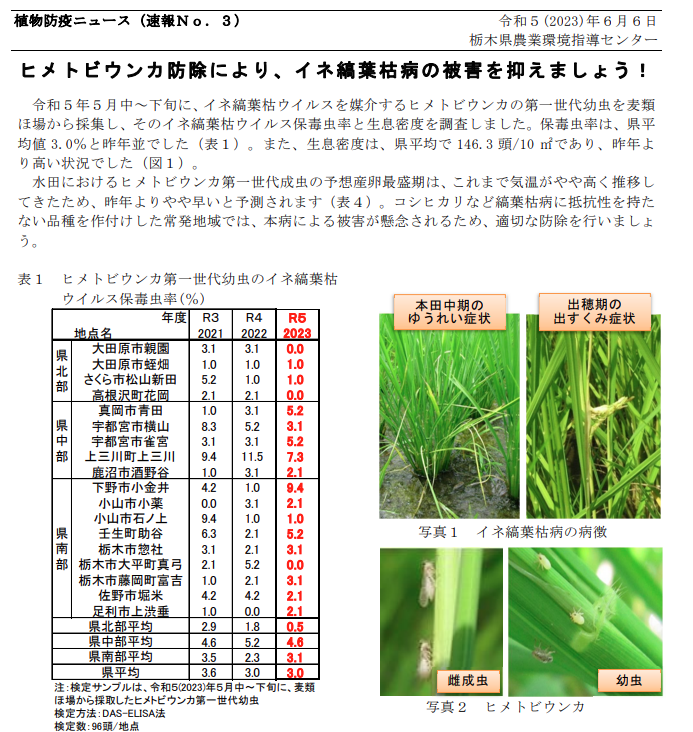 植物防疫ニュース（速報Ｎｏ．３）
令和５(2023)年６月６日
栃木県農業環境指導センター
ヒメトビウンカ防除により、イネ縞葉枯病の被害を抑えましょう！
令和５年５月中～下旬に、イネ縞葉枯ウイルスを媒介するヒメトビウンカの第一世代幼虫を麦類
ほ場から採集し、そのイネ縞葉枯ウイルス保毒虫率と生息密度を調査しました。保毒虫率は、県平
均値 3.0％と昨年並でした（表１）。また、生息密度は、県平均で 146.3 頭/10 ㎡であり、昨年よ
り高い状況でした（図１）。
水田におけるヒメトビウンカ第一世代成虫の予想産卵最盛期は、これまで気温がやや高く推移し
てきたため、昨年よりやや早いと予測されます（表４）。コシヒカリなど縞葉枯病に抵抗性を持た
ない品種を作付けした常発地域では、本病による被害が懸念されるため、適切な防除を行いましょ
う。
表１　ヒメトビウンカ第一世代幼虫のイネ縞葉枯
ウイルス保毒虫率(％)
年度 R3 R4 R5
地点名 2021 2022 2023
県北部
大田原市親園 3.1 3.1 0.0
大田原市蛭畑 1.0 1.0 1.0
さくら市松山新田 5.2 1.0 1.0
高根沢町花岡 2.1 2.1 0.0
県中部
真岡市青田 1.0 3.1 5.2
宇都宮市横山 8.3 5.2 3.1
宇都宮市雀宮 3.1 3.1 5.2
上三川町上三川 9.4 11.5 7.3
鹿沼市酒野谷 1.0 3.1 2.1
県南部
下野市小金井 4.2 1.0 9.4
小山市小薬 0.0 3.1 2.1
小山市石ノ上 9.4 1.0 1.0
壬生町助谷 6.3 2.1 5.2
栃木市惣社 3.1 2.1 3.1
栃木市大平町真弓 2.1 5.2 0.0
栃木市藤岡町富吉 1.0 2.1 3.1
佐野市堀米 4.2 4.2 2.1
足利市上渋垂 1.0 0.0 2.1
県北部平均 2.9 1.8 0.5
県中部平均 4.6 5.2 4.6
県南部平均 3.5 2.3 3.1
県平均 3.6 3.0 3.0
注：検定サンプルは、令和5(2023)年５月中～下旬に、麦類
ほ場から採取したヒメトビウンカ第一世代幼虫
検定方法：DAS-ELISA法
検定数：96頭/地点
本田中期の
ゆうれい症状
出穂期の
出すくみ症状
写真１　イネ縞葉枯病の病徴
雌成虫
幼虫
写真２　ヒメトビウンカ